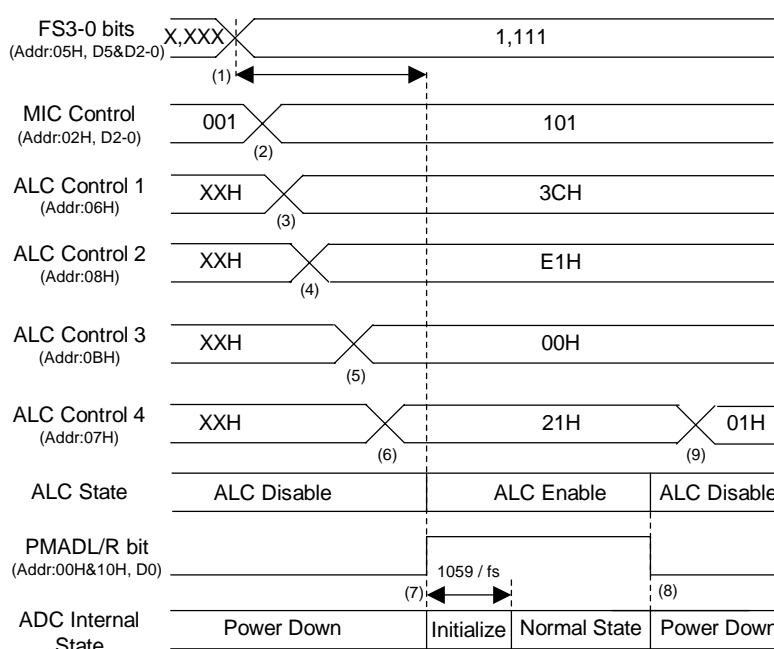 FS3-0 bits
(Addr:05H, D5&D2-0)
X,XXX
1,111
(1)
MIC Control
(Addr:02H, D2-0)
001
101
(2)
ALC Control 1
(Addr:06H)
XXH
3CH
(3)
ALC Control 2
(Addr:08H)
XXH
E1H
(4)
ALC Control 3
(Addr:0BH)
XXH
00H
(5)
ALC Control 4
(Addr:07H)
XXH
21H
01H
(6)
(9)
ALC State
ALC Disable
ALC Enable
ALC Disable
PMADL/R bit
(Addr:00H&10H, D0)
1059 / fs
(7)
(8)
ADC Internal
State
Power Down
Initialize
Normal State
Power Down